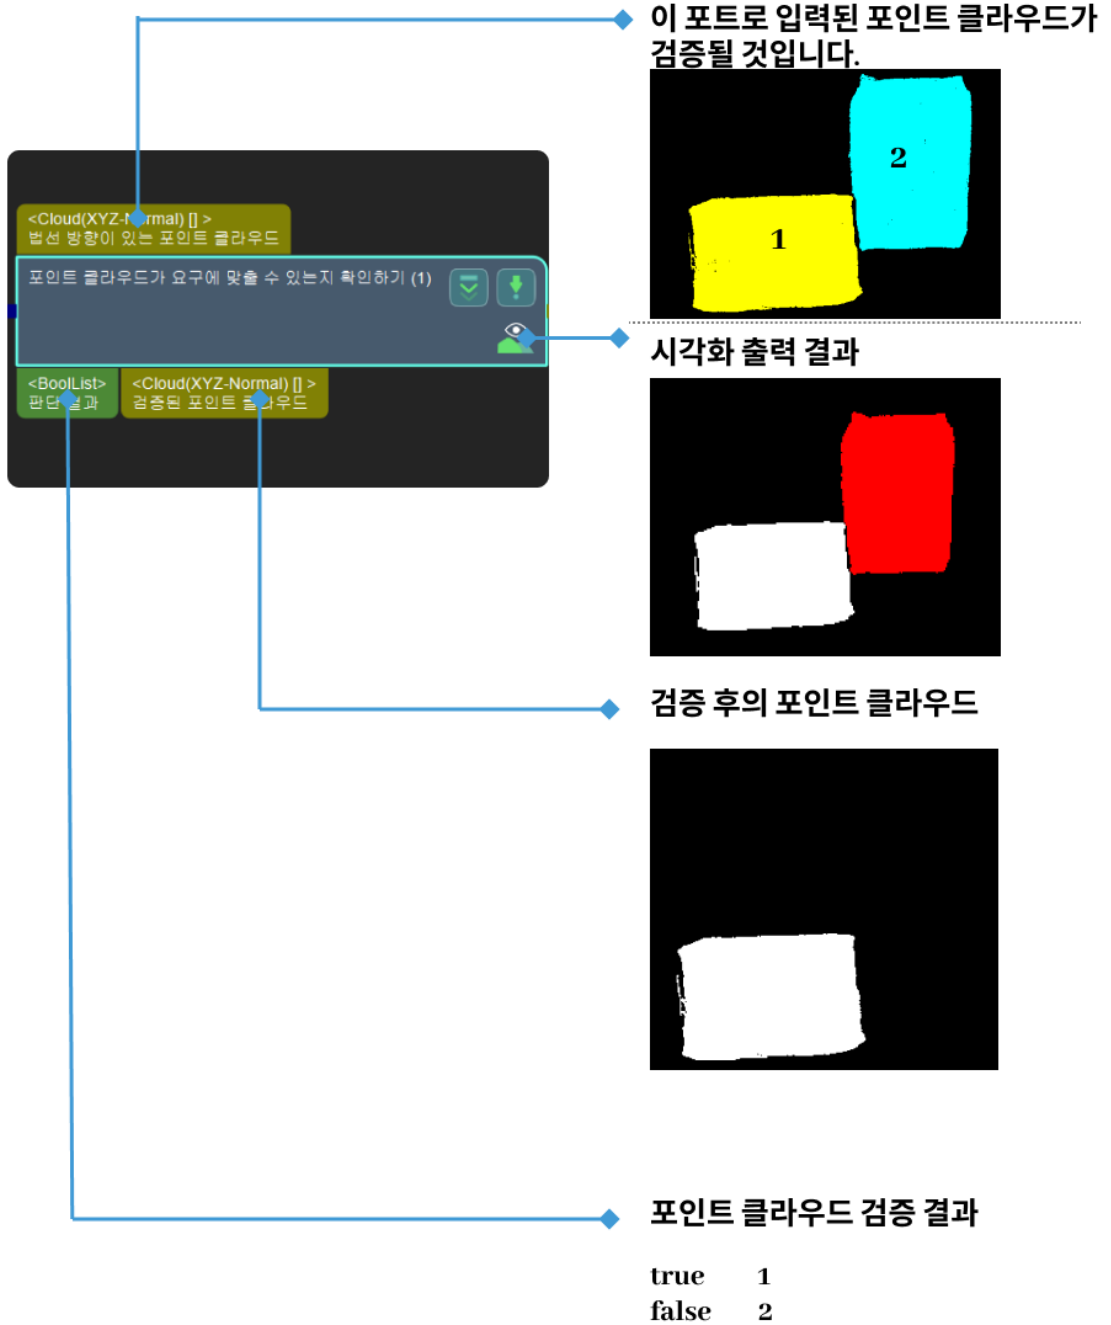 이 포트로 입력된 포인트 클라우드가
검증될 것입니다.
2
1
<Cloud(XYZ-Normal) [] >
법선 방향이 있는 포인트 클라우드
포인트 클라우드가 요구에 맞출 수 있는지 확인하기 (1)
시각화 출력 결과
<BoolList>
판단 결과
<Cloud(XYZ-Normal) [] >
검증된 포인트 클라우드
검증 후의 포인트 클라우드
포인트 클라우드 검증 결과
true 1
false 2